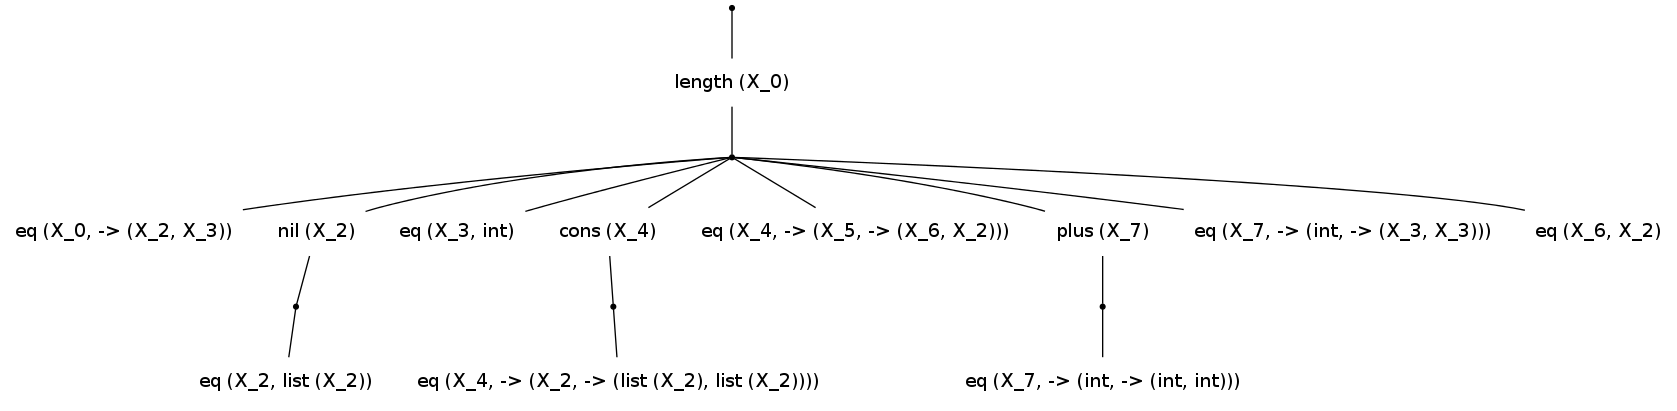 length (X_0)
eq (X_0, -> (X_2, X_3))
nil (X_2)
eq (X_3, int)
cons (X_4)
eq (X_4, -> (X_5, -> (X_6, X_2)))
plus (X_7)
eq (X_7, -> (int, -> (X_3, X_3)))
eq (X_6, X_2)
eq (X_2, list (X_2))
eq (X_4, -> (X_2, -> (list (X_2), list (X_2))))
eq (X_7, -> (int, -> (int, int)))